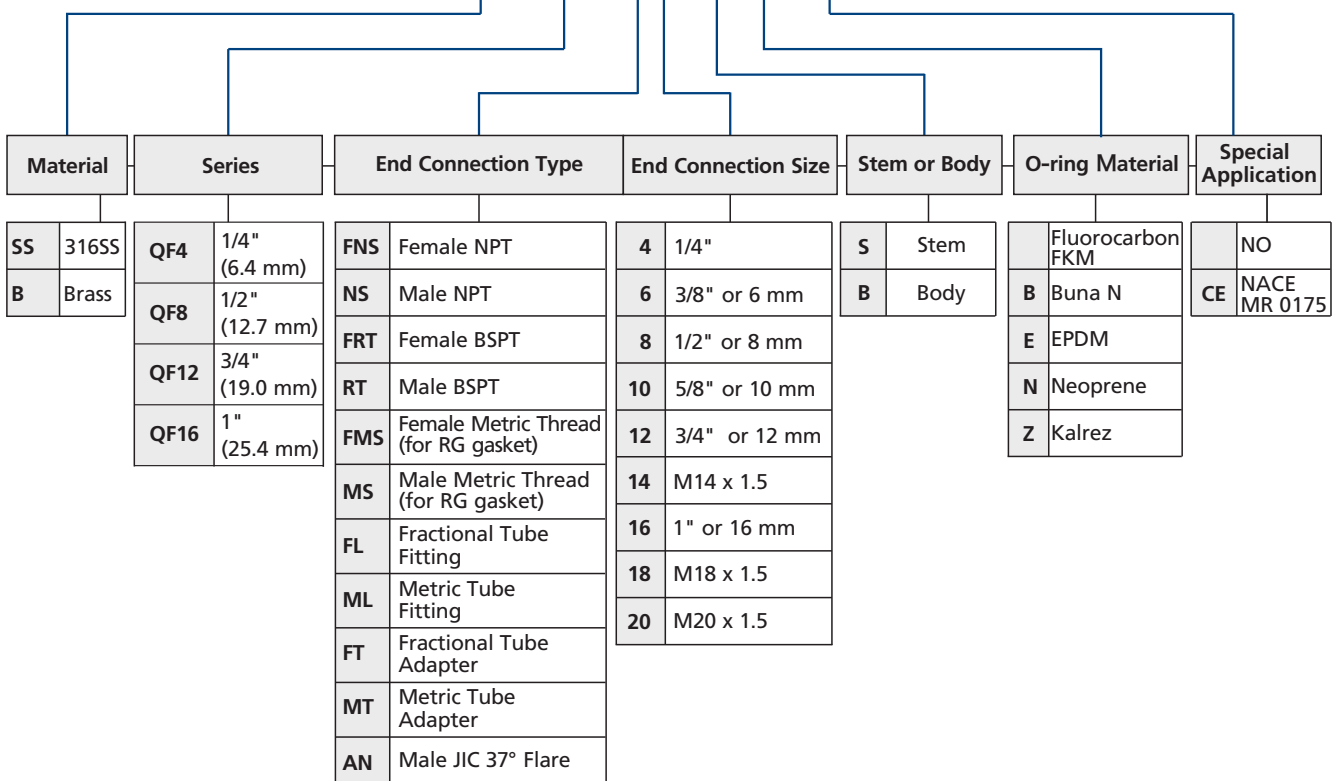 Material
Series
End Connection Type
End Connection Size
Stem or Body
O-ring Material
Special
Application
SS 316SS
B Brass
QF4 1/4"
(6.4 mm)
QF8 1/2"
(12.7 mm)
QF12 3/4"
(19.0 mm)
QF16 1"
(25.4 mm)
FNS Female NPT
NS Male NPT
FRT Female BSPT
RT Male BSPT
FMS Female Metric Thread
(for RG gasket)
MS Male Metric Thread
(for RG gasket)
FL Fractional Tube
Fitting
ML Metric Tube
Fitting
FT Fractional Tube
Adapter
MT Metric Tube
Adapter
AN Male JIC 37° Flare
4 1/4"
6 3/8" or 6 mm
8 1/2" or 8 mm
10 5/8" or 10 mm
12 3/4" or 12 mm
14 M14 x 1.5
16 1" or 16 mm
18 M18 x 1.5
20 M20 x 1.5
S Stem
B Body
Fluorocarbon
FKM
B Buna N
E EPDM
N Neoprene
Z Kalrez
NO
CE NACE
MR 0175